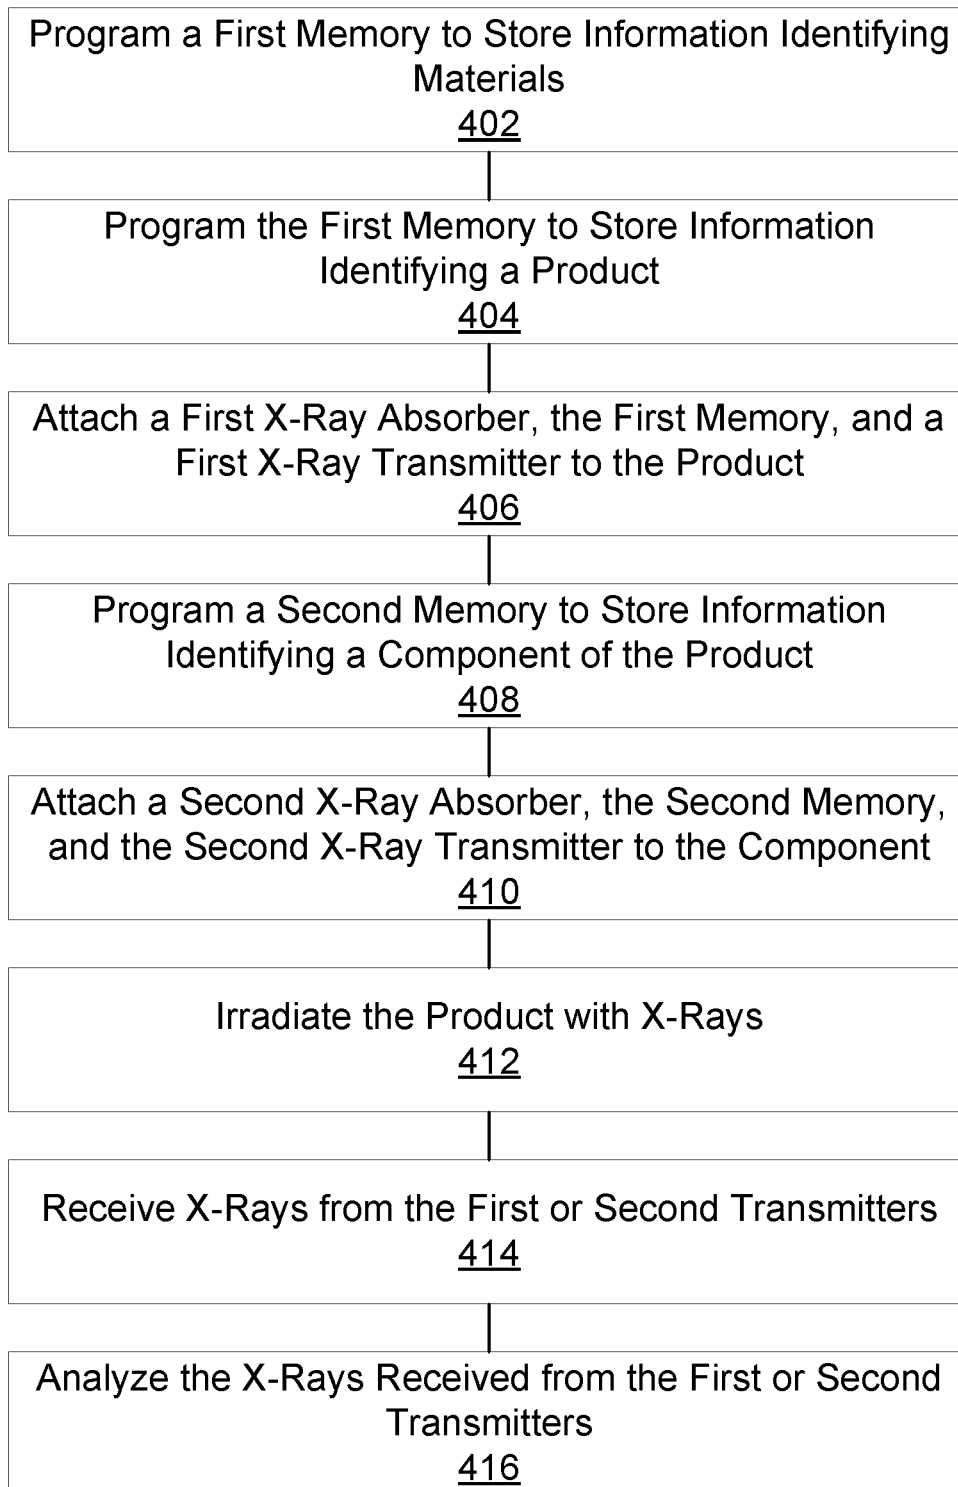 Program a First Memory to Store Information Identifying
Materials
402
Program the First Memory to Store Information
Identifying a Product
404
Attach a First X-Ray Absorber, the First Memory, and a
First X-Ray Transmitter to the Product
406
Program a Second Memory to Store Information
Identifying a Component of the Product
408
Attach a Second X-Ray Absorber, the Second Memory,
and the Second X-Ray Transmitter to the Component
410
Irradiate the Product with X-Rays
412
Receive X-Rays from the First or Second Transmitters
414
Analyze the X-Rays Received from the First or Second
Transmitters
416